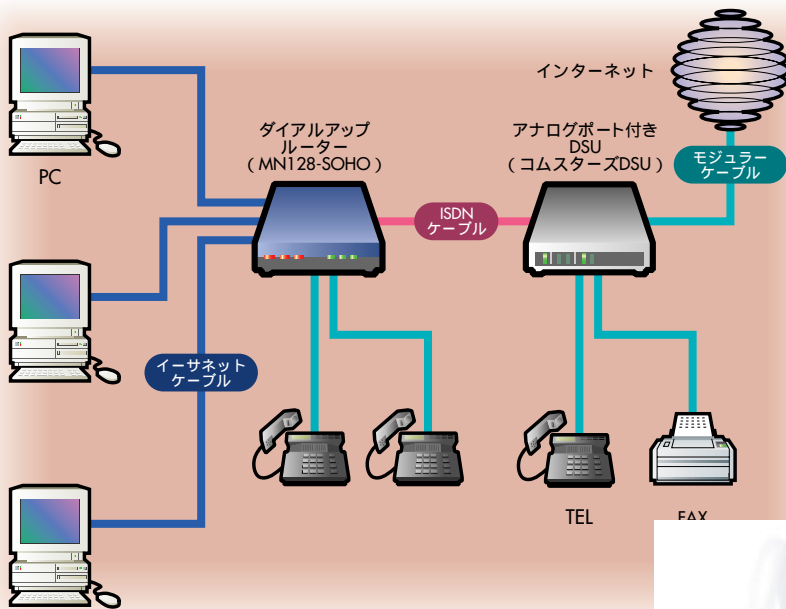 インターネット
ダイアルアップ
ルーター
(MN128-SOHO)
アナログポート付き
DSU
(コムスターズDSU)
モジュラー
ケーブル
PC
ISDN
ケーブル
イーサネット
ケーブル
TEL
FAX